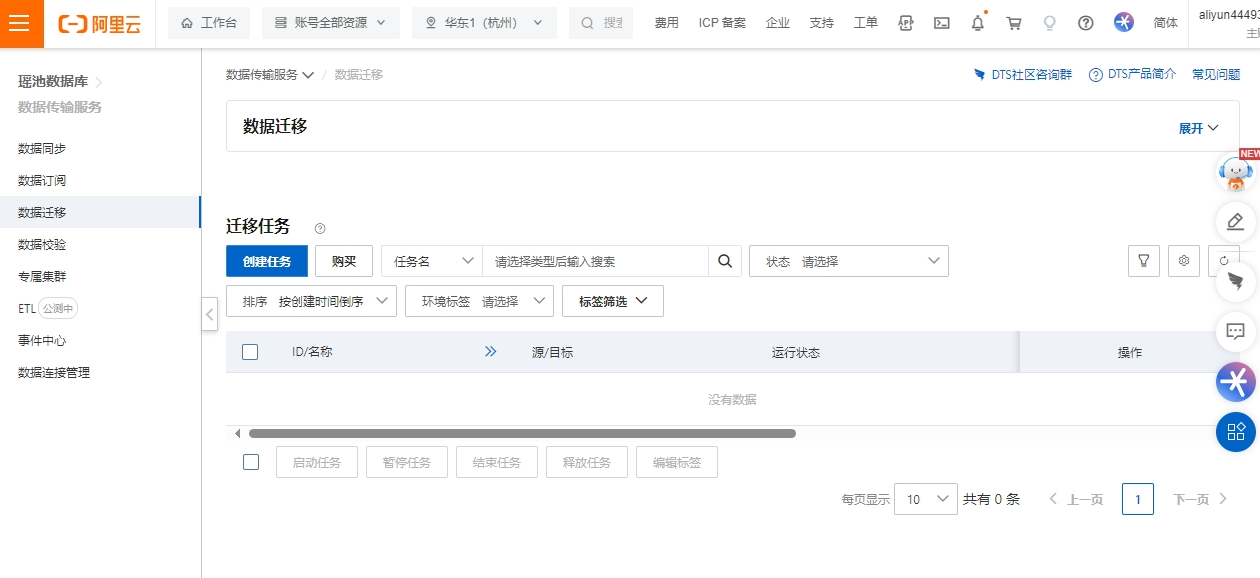 阿里云 工作台 账号全部资源 华东1（杭州） 搜 费用 ICP 备案 企业 支持 工单 简体 aliyun44493
主
瑶池数据库
数据传输服务
数据同步
数据订阅
数据迁移
数据校验
专属集群
ETL 公测中
事件中心
数据连接管理
数据传输服务 / 数据迁移 DTS社区咨询群 DTS产品简介 常见问题
数据迁移 展开
NEW
迁移任务
创建任务 购买 任务名 请选择类型后输入搜索 状态 请选择
排序 按创建时间倒序 环境标签 请选择 标签筛选
ID/名称 源/目标 运行状态 操作
没有数据
启动任务 暂停任务 结束任务 释放任务 编辑标签
每页显示 10 共有 0 条 上一页 1 下一页